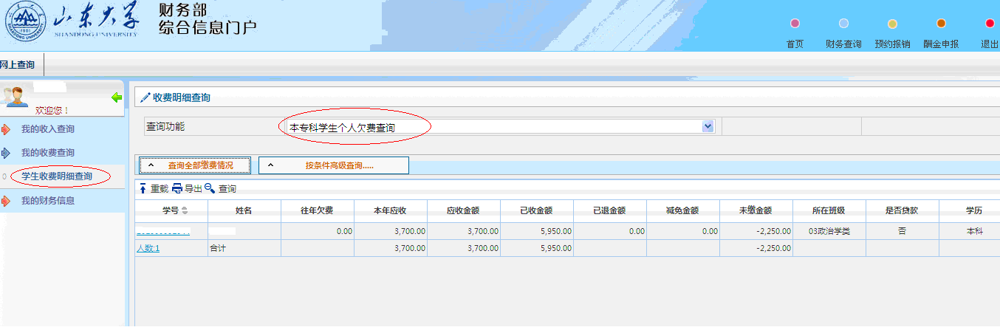 山东大学
SHANDONG UNIVERSITY
财务部
综合信息门户
首页 财务查询 预约报销 酬金申报 退出
网上查询
欢迎您！
我的收入查询
我的收费查询
学生收费明细查询
我的财务信息
收费明细查询
查询功能 本专科学生个人欠费查询
查询全部缴费情况 按条件高级查询.....
重载 导出 查询
学号 姓名 往年欠费 本年应收 应收金额 已收金额 已退金额 减免金额 未缴金额 所在班级 是否贷款 学历
0.00 3,700.00 3,700.00 5,950.00 0.00 0.00 -2,250.00 03政治学类 否 本科
人数:1 合计 3,700.00 3,700.00 5,950.00 -2,250.00